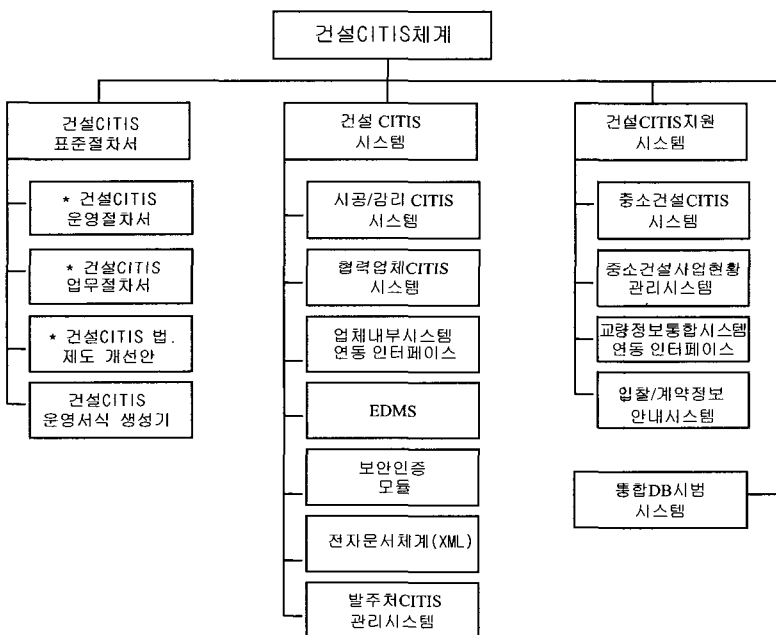 건설CITIS체계
건설CITIS
표준절차서
* 건설CITIS
운영절차서
* 건설CITIS
업무절차서
* 건설CITIS 법.
제도 개선안
건설CITIS
운영서식 생성기
건설 CITIS
시스템
시공/감리 CITIS
시스템
협력업체CITIS
시스템
업체내부시스템
연동 인터페이스
EDMS
보안인증
모듈
전자문서체계(XML)
발주처CITIS
관리시스템
건설CITIS지원
시스템
중소건설CITIS
시스템
중소건설사업현황
관리시스템
교량정보통합시스템
연동 인터페이스
입찰/계약정보
안내시스템
통합DB시범
시스템